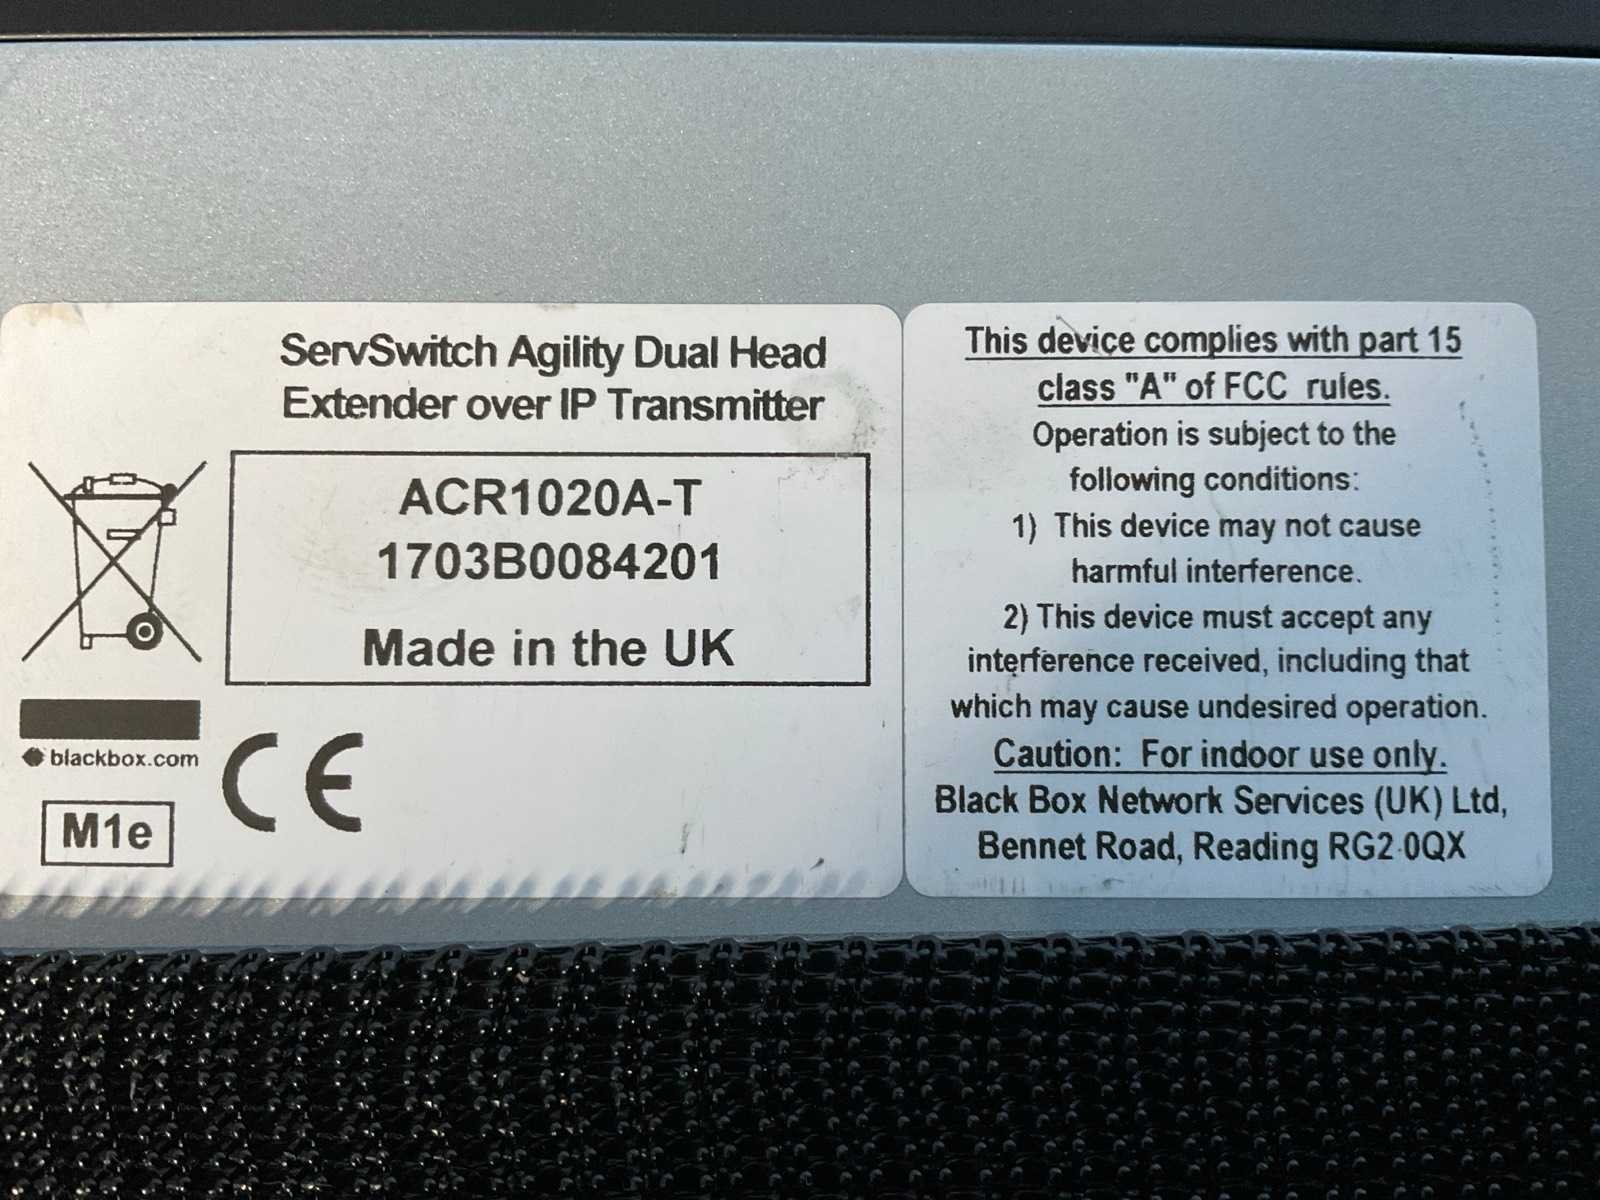 ServSwitch Agility Dual Head
Extender over IP Transmitter
ACR1020A-T
1703B0084201
Made in the UK
blackbox.com
CE
M1e
This device complies with part 15
class "A" of FCC rules.
Operation is subject to the
following conditions:
1) This device may not cause
harmful interference.
2) This device must accept any
interference received, including that
which may cause undesired operation.
Caution: For indoor use only.
Black Box Network Services (UK) Ltd,
Bennet Road, Reading RG2 0QX